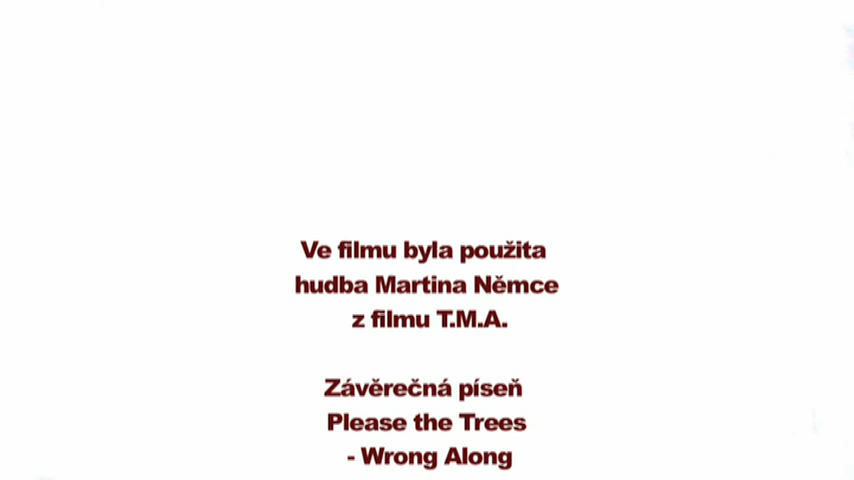 Ve filmu byla použita
hudba Martina Němce
z filmu T.M.A.
Závěrečná píseň
Please the Trees
- Wrong Along